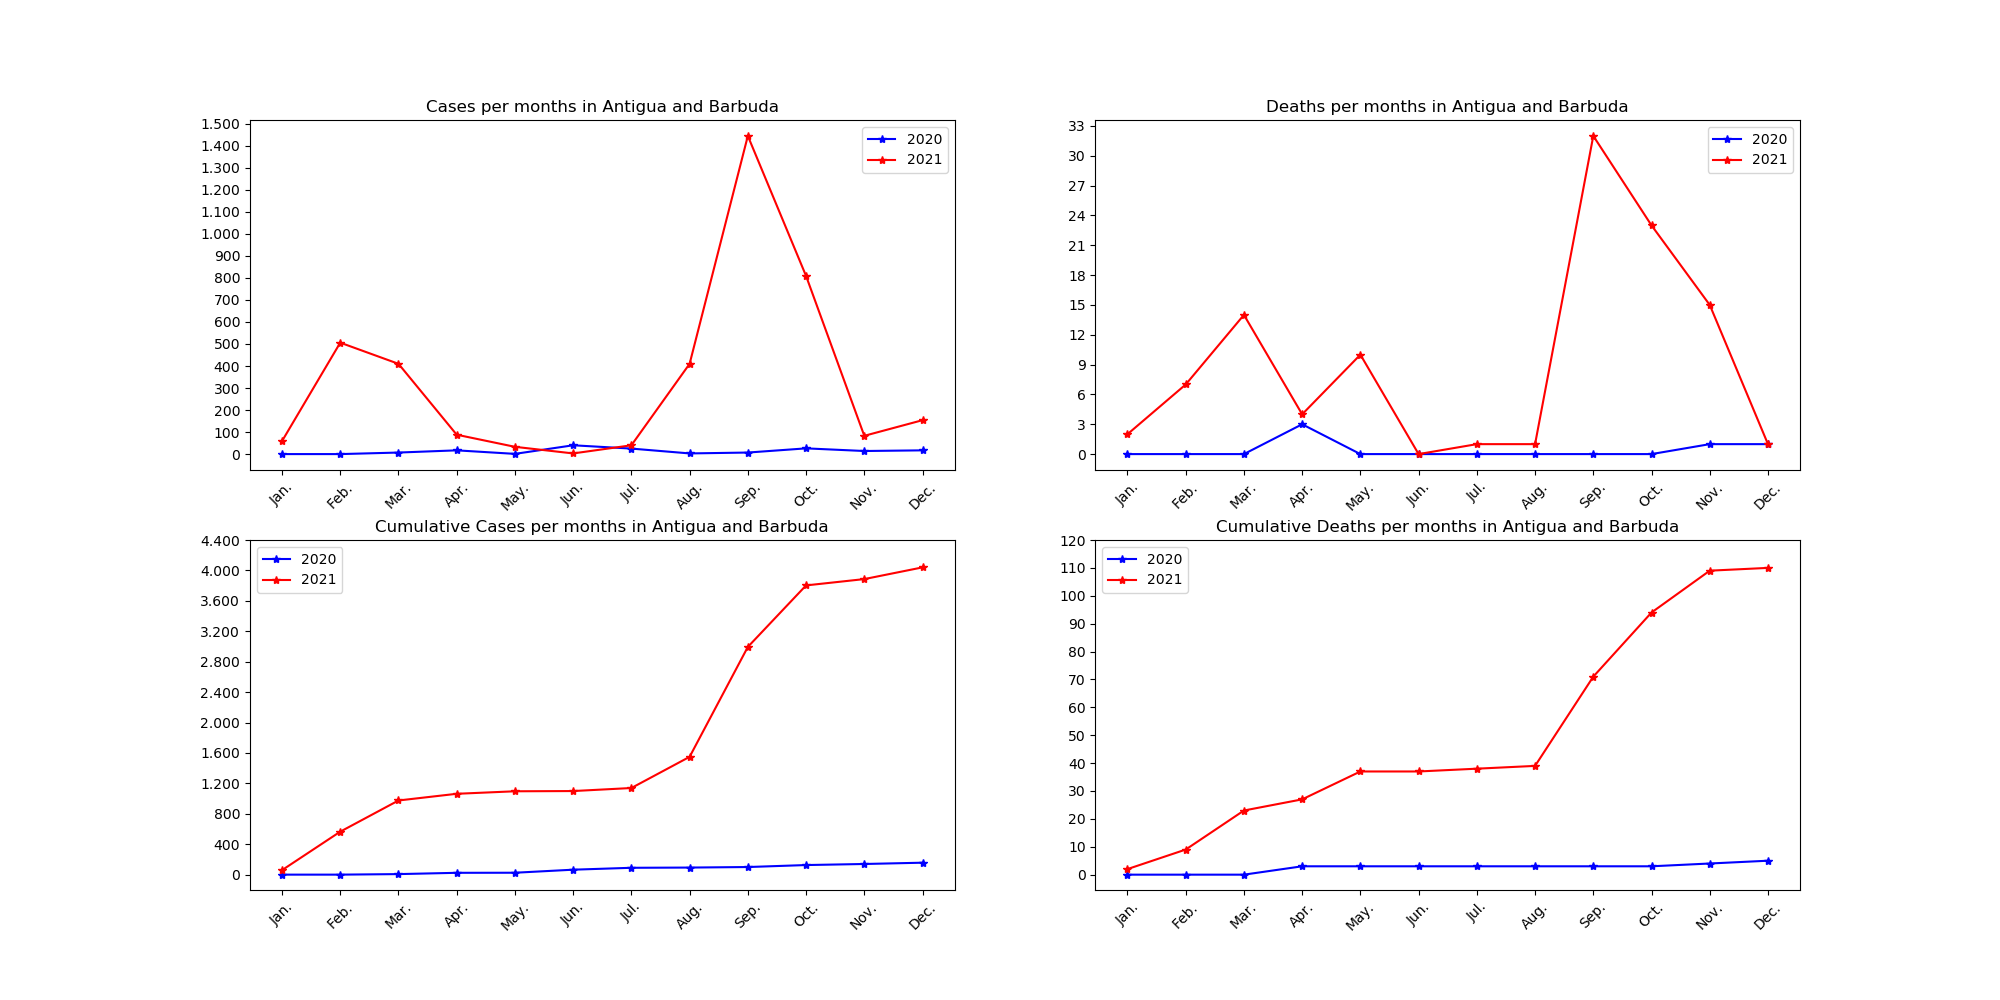 Cases per months in Antigua and Barbuda
1.500
1.400
1.300
1.200
1.100
1.000
900
800
700
600
500
400
300
200
100
0
2020
2021
Jan.
Feb.
Mar.
Apr.
May.
Jun.
Jul.
Aug.
Sep.
Oct.
Nov.
Dec.
Deaths per months in Antigua and Barbuda
33
30
27
24
21
18
15
12
9
6
3
0
2020
2021
Jan.
Feb.
Mar.
Apr.
May.
Jun.
Jul.
Aug.
Sep.
Oct.
Nov.
Dec.
Cumulative Cases per months in Antigua and Barbuda
4.400
4.000
3.600
3.200
2.800
2.400
2.000
1.600
1.200
800
400
0
2020
2021
Jan.
Feb.
Mar.
Apr.
May.
Jun.
Jul.
Aug.
Sep.
Oct.
Nov.
Dec.
Cumulative Deaths per months in Antigua and Barbuda
120
110
100
90
80
70
60
50
40
30
20
10
0
2020
2021
Jan.
Feb.
Mar.
Apr.
May.
Jun.
Jul.
Aug.
Sep.
Oct.
Nov.
Dec.